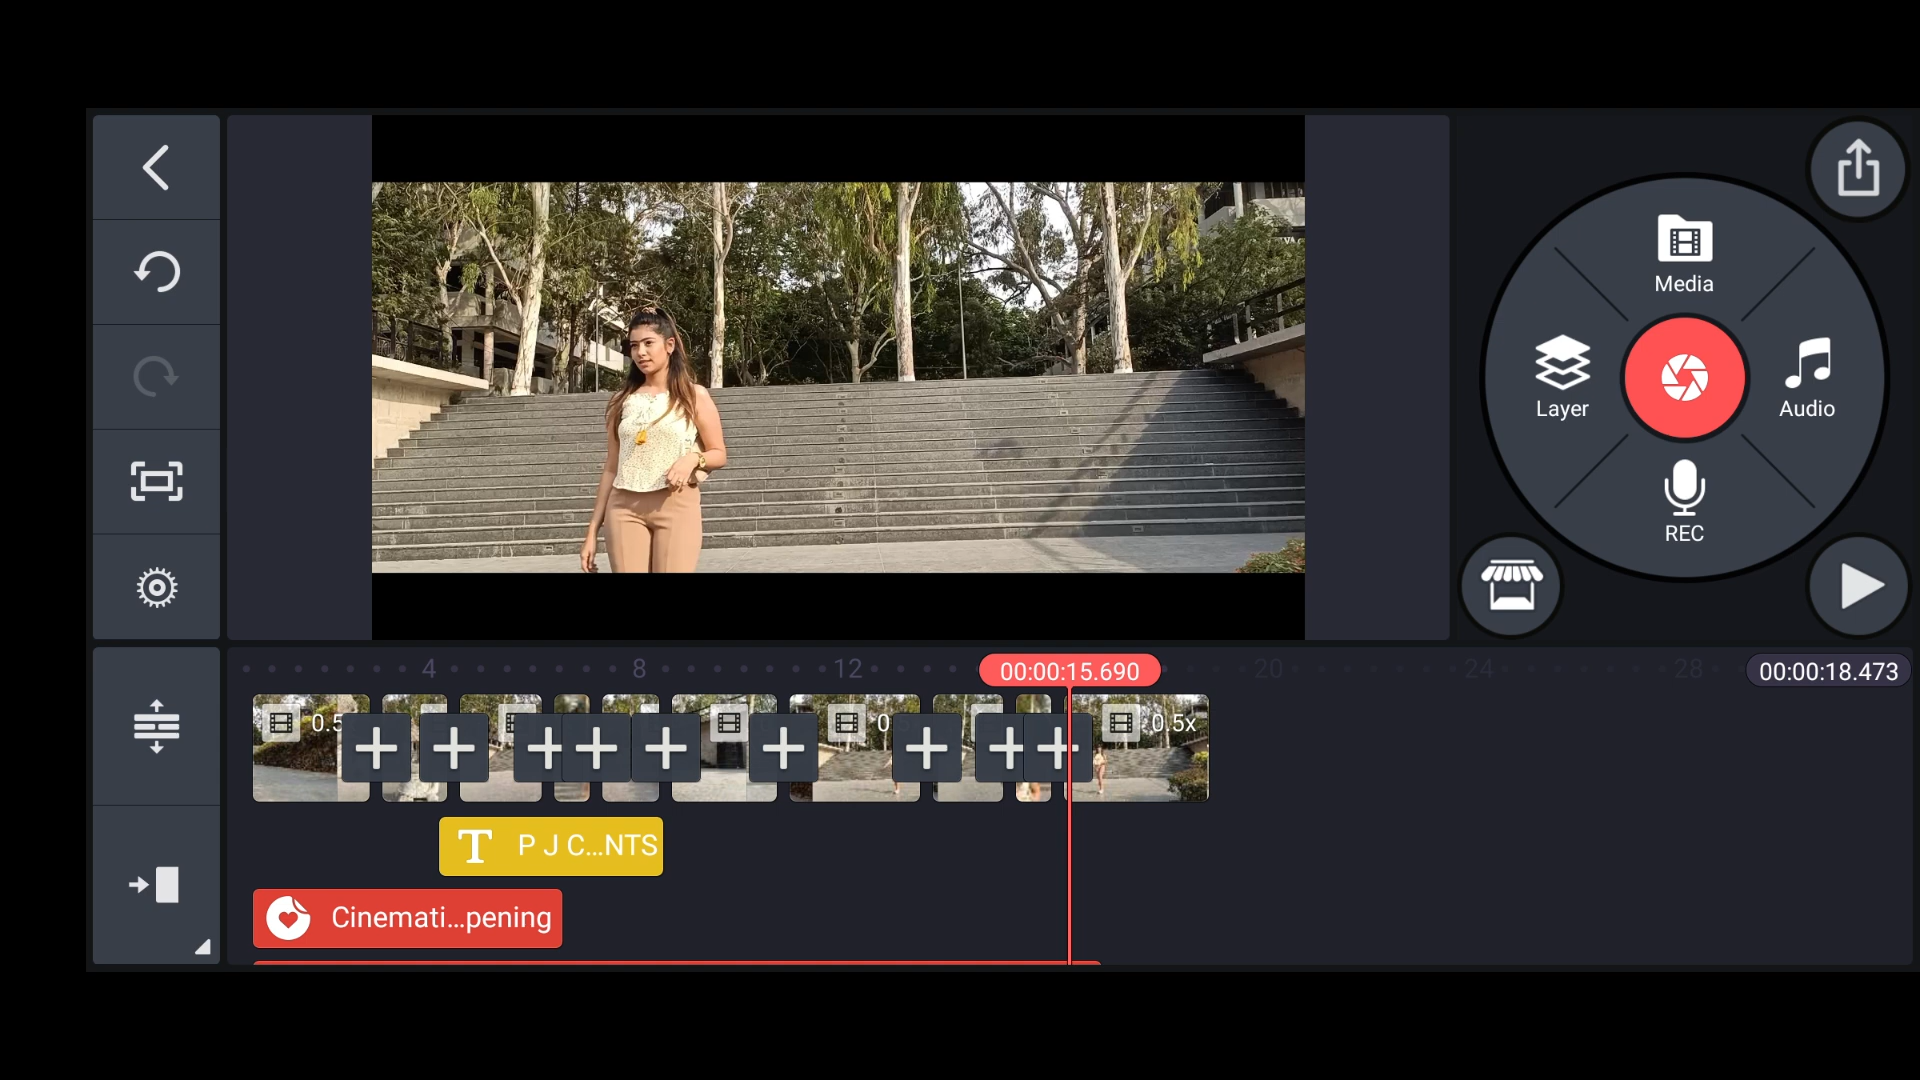 Media
Layer
Audio
REC
4
8
12
00:00:15.690
20
24
28
00:00:18.473
0.5
0
0.5x
T P J C...NTS
Cinemati...pening